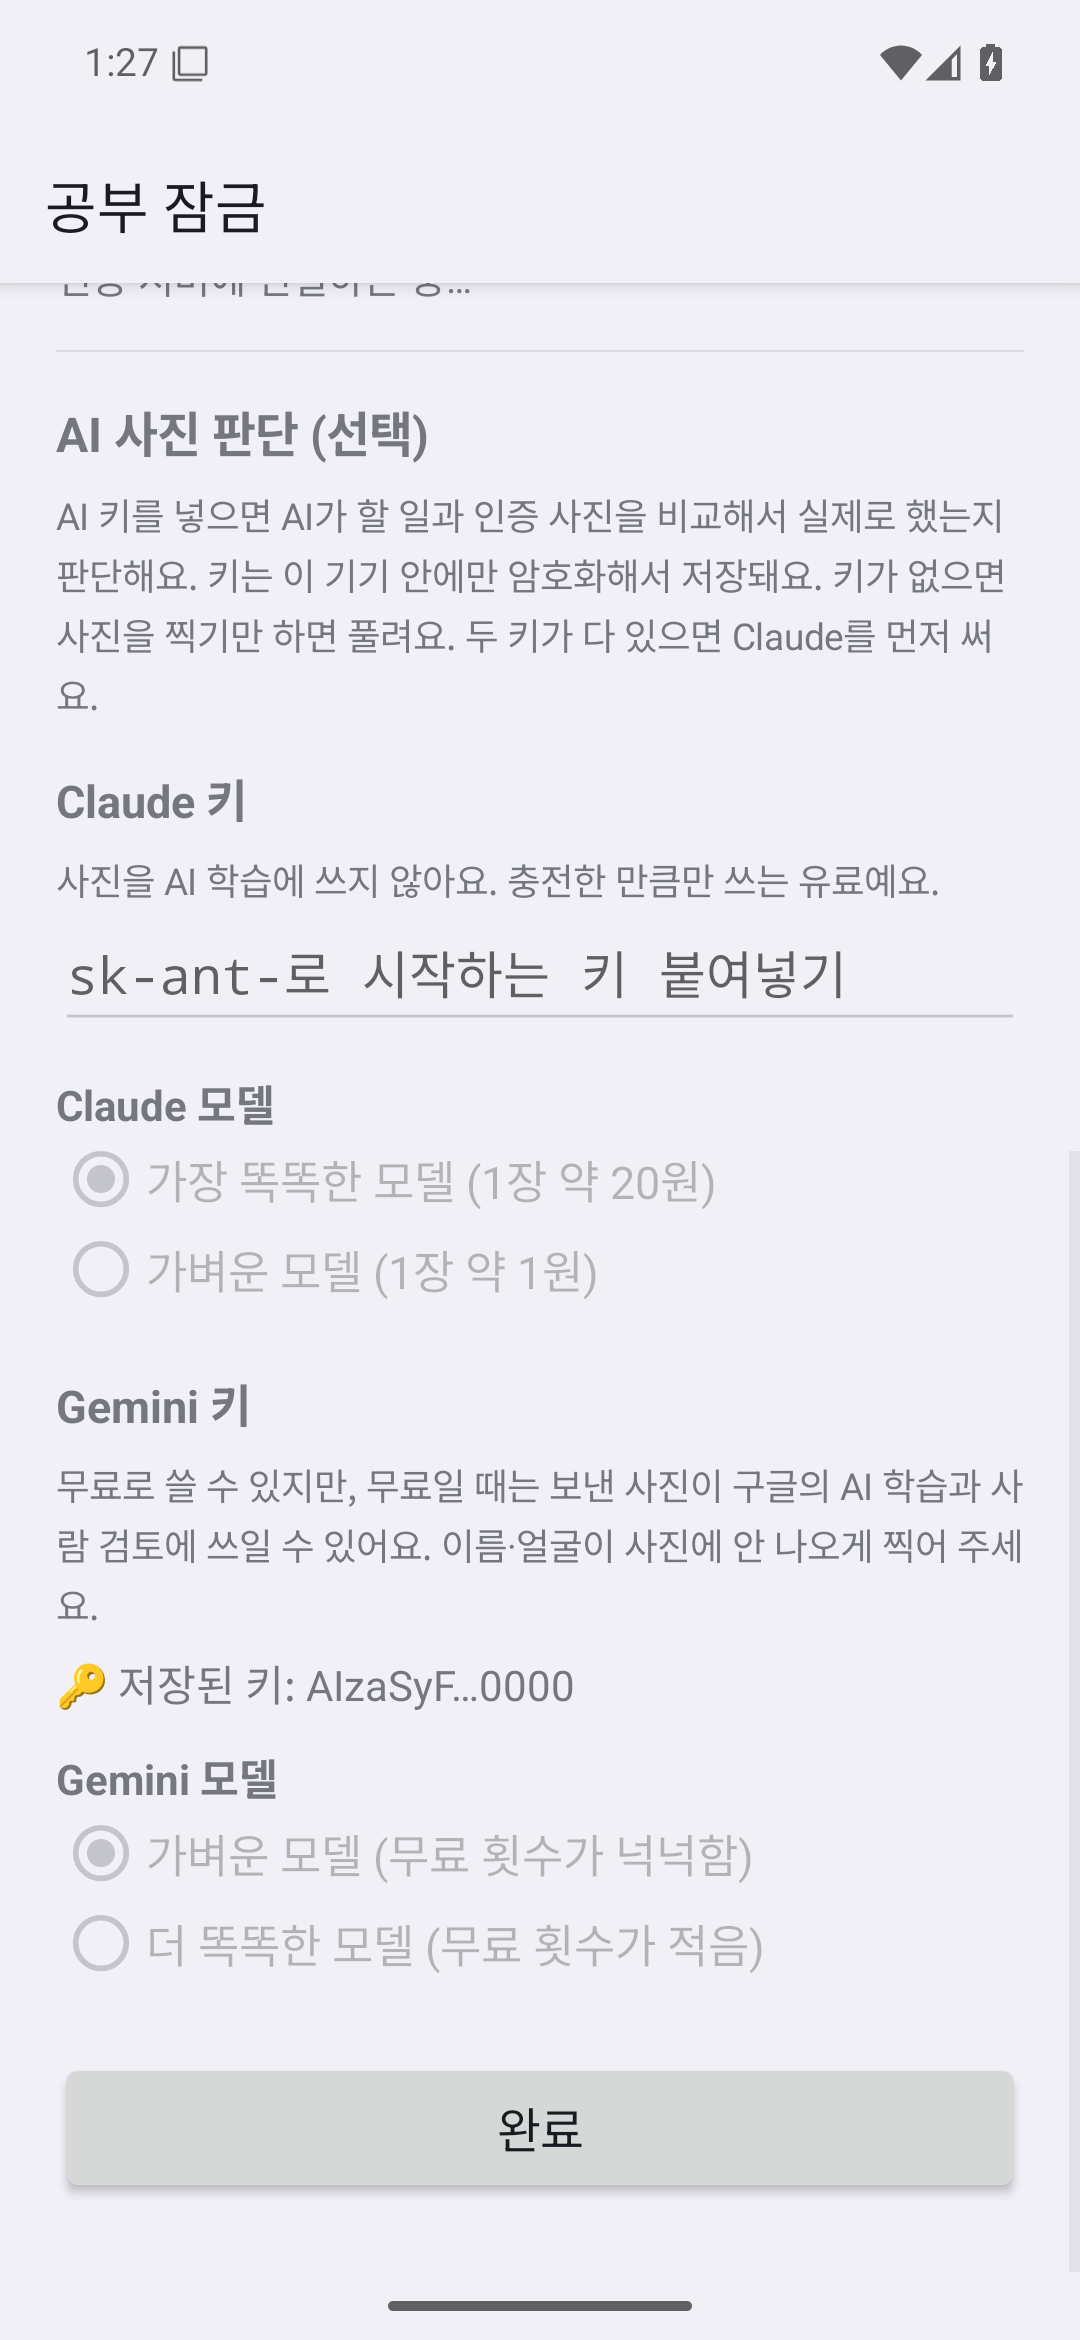 1:27
공부 잠금
AI 사진 판단 (선택)
AI 키를 넣으면 AI가 할 일과 인증 사진을 비교해서 실제로 했는지
판단해요. 키는 이 기기 안에만 암호화해서 저장돼요. 키가 없으면
사진을 찍기만 하면 풀려요. 두 키가 다 있으면 Claude를 먼저 써
요.
Claude 키
사진을 AI 학습에 쓰지 않아요. 충전한 만큼만 쓰는 유료예요.
sk-ant-로 시작하는 키 붙여넣기
Claude 모델
가장 똑똑한 모델 (1장 약 20원)
가벼운 모델 (1장 약 1원)
Gemini 키
무료로 쓸 수 있지만, 무료일 때는 보낸 사진이 구글의 AI 학습과 사
람 검토에 쓰일 수 있어요. 이름·얼굴이 사진에 안 나오게 찍어 주세
요.
🔑 저장된 키: AIzaSyF…0000
Gemini 모델
가벼운 모델 (무료 횟수가 넉넉함)
더 똑똑한 모델 (무료 횟수가 적음)
완료